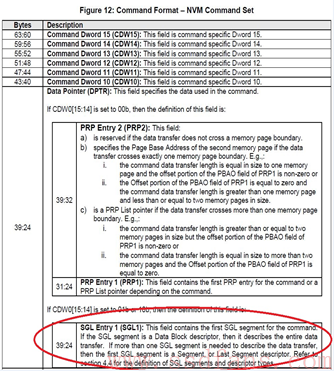 Figure 12: Command Format – NVM Command Set
Bytes Description
63:60 Command Dword 15 (CDW15): This field is command specific Dword 15.
59:56 Command Dword 14 (CDW14): This field is command specific Dword 14.
55:52 Command Dword 13 (CDW13): This field is command specific Dword 13.
51:48 Command Dword 12 (CDW12): This field is command specific Dword 12.
47:44 Command Dword 11 (CDW11): This field is command specific Dword 11.
43:40 Command Dword 10 (CDW10): This field is command specific Dword 10.
Data Pointer (DPTR): This field specifies the data used in the command.
If CDW0[15:14] is set to 00b, then the definition of this field is:
PRP Entry 2 (PRP2): This field:
a) is reserved if the data transfer does not cross a memory page boundary.
b) specifies the Page Base Address of the second memory page if the data
transfer crosses exactly one memory page boundary. E.g.,:
i. the command data transfer length is equal in size to one memory
page and the offset portion of the PBAO field of PRP1 is non-zero or
ii. the Offset portion of the PBAO field of PRP1 is equal to zero and
the command data transfer length is greater than one memory page
and less than or equal to two memory pages in size.
39:32
c) is a PRP List pointer if the data transfer crosses more than one memory page
boundary. E.g.,:
i. the command data transfer length is greater than or equal to two
memory pages in size but the offset portion of the PBAO field of
PRP1 is non-zero or
ii. the command data transfer length is equal in size to more than two
memory pages and the Offset portion of the PBAO field of PRP1 is
equal to zero.
39:24
31:24 PRP Entry 1 (PRP1): This field contains the first PRP entry for the command or a
PRP List pointer depending on the command.
If CDW0[15:14] is set to 01b or 10b, then the definition of this field is:
SGL Entry 1 (SGL1): This field contains the first SGL segment for the command.
If the SGL segment is a Data Block descriptor, then it describes the entire data
39:24 transfer. If more than one SGL segment is needed to describe the data transfer,
then the first SGL segment is a Segment, or Last Segment descriptor. Refer to
section 4.4 for the definition of SGL segments and descriptor types.